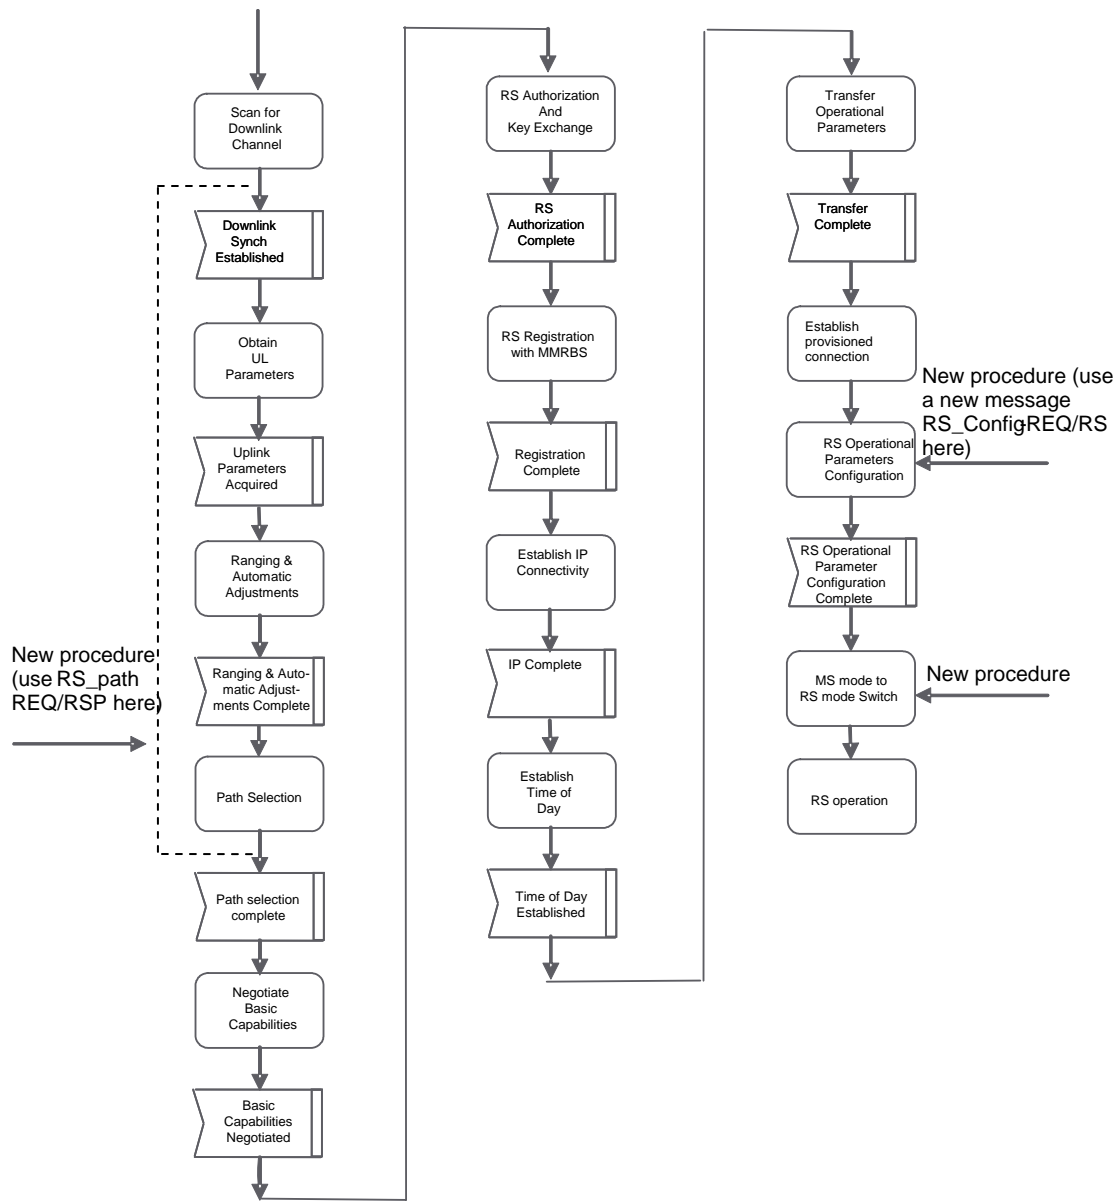 Scan for
Downlink
Channel
Downlink
Synch
Established
Obtain
UL
Parameters
Uplink
Parameters
Acquired
Ranging &
Automatic
Adjustments
New procedure
(use RS_path
REQ/RSP here)
Ranging & Auto-
matic Adjust-
ments Complete
Path Selection
Path selection
complete
Negotiate
Basic
Capabilities
Basic
Capabilities
Negotiated
RS Authorization
And
Key Exchange
RS
Authorization
Complete
RS Registration
with MMRBS
Registration
Complete
Establish IP
Connectivity
IP Complete
Establish
Time of
Day
Time of Day
Established
Transfer
Operational
Parameters
Transfer
Complete
Establish
provisioned
connection
New procedure (use
a new message
RS_Config-REQ/RS
here)
RS Operational
Parameters
Configuration
RS Operational
Parameter
Configuration
Complete
MS mode to
RS mode Switch
New procedure
RS operation